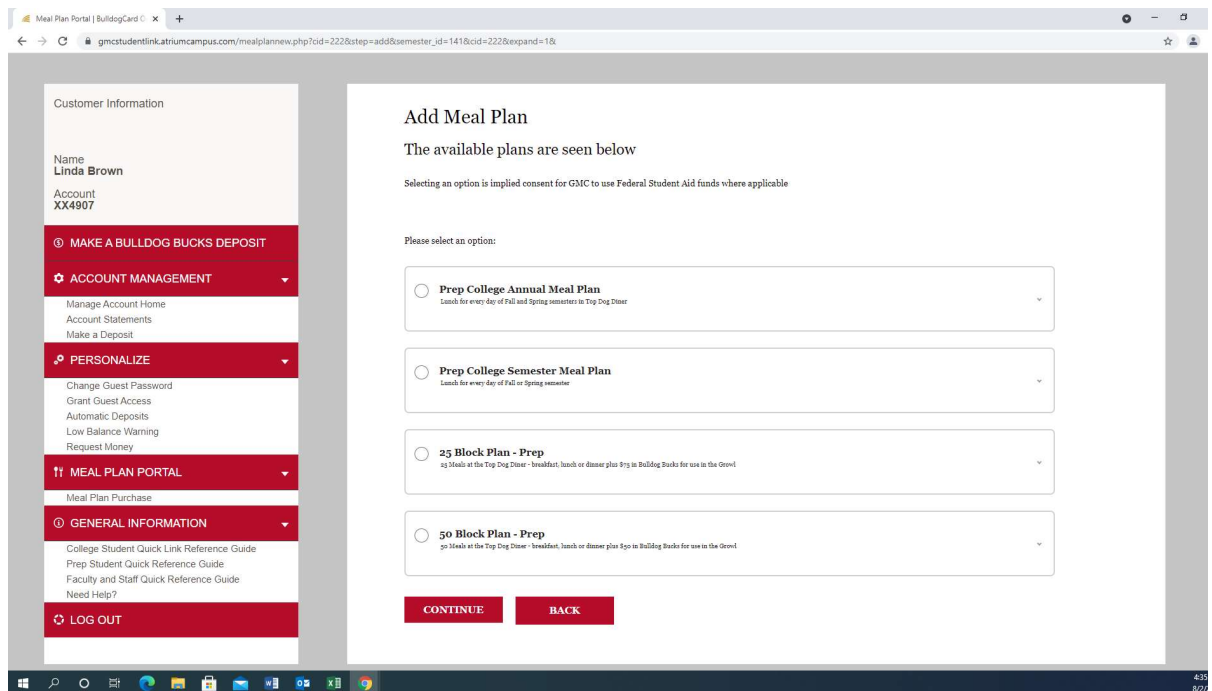 Meal Plan Portal | BulldogCard O
gmcstudentlink.atriumcampus.com/mealplannew.php?cid=222&step=add&semester_id=141&cid=222&expand=1&
Customer Information
Name
Linda Brown
Account
XX4907
MAKE A BULLDOG BUCKS DEPOSIT
ACCOUNT MANAGEMENT
Manage Account Home
Account Statements
Make a Deposit
PERSONALIZE
Change Guest Password
Grant Guest Access
Automatic Deposits
Low Balance Warning
Request Money
MEAL PLAN PORTAL
Meal Plan Purchase
GENERAL INFORMATION
College Student Quick Link Reference Guide
Prep Student Quick Reference Guide
Faculty and Staff Quick Reference Guide
Need Help?
LOG OUT
Add Meal Plan
The available plans are seen below
Selecting an option is implied consent for GMC to use Federal Student Aid funds where applicable
Please select an option:
Prep College Annual Meal Plan
Lunch for every day of Fall and Spring semesters in Top Dog Diner
Prep College Semester Meal Plan
Lunch for every day of Fall or Spring semester
25 Block Plan - Prep
25 Meals at the Top Dog Diner - breakfast, lunch or dinner plus $75 in Bulldog Bucks for use in the Growl
50 Block Plan - Prep
50 Meals at the Top Dog Diner - breakfast, lunch or dinner plus $50 in Bulldog Bucks for use in the Growl
CONTINUE
BACK
4:35
8/2/